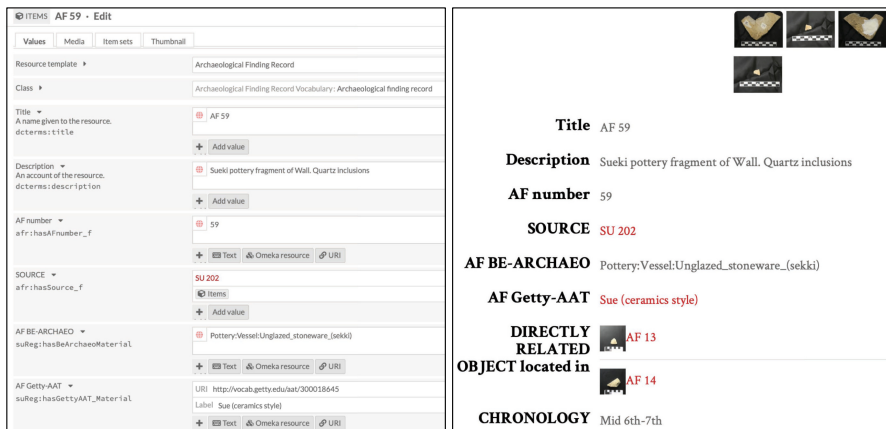 ITEMS AF 59 · Edit
Values Media Item sets Thumbnail
Resource template Archaeological Finding Record
Class Archaeological Finding Record Vocabulary: Archaeological finding record
Title
A name given to the resource.
dcterms:title
AF 59
+ Add value
Description
An account of the resource.
dcterms:description
Sueki pottery fragment of Wall. Quartz inclusions
+ Add value
AF number
afr:hasAFnumber_f
59
+ Text Omeka resource URI
SOURCE
afr:hasSource_f
SU 202
Items
+ Add value
AF BE-ARCHAEO
suReg:hasBeArchaeoMaterial
Pottery:Vessel:Unglazed_stoneware_(sekki)
+ Text Omeka resource URI
AF Getty-AAT
suReg:hasGettyAAT_Material
URI http://vocab.getty.edu/aat/300018645
Label Sue (ceramics style)
+ Text Omeka resource URI
Title AF 59
Description Sueki pottery fragment of Wall. Quartz inclusions
AF number 59
SOURCE SU 202
AF BE-ARCHAEO Pottery:Vessel:Unglazed_stoneware_(sekki)
AF Getty-AAT Sue (ceramics style)
DIRECTLY
RELATED
OBJECT located in
AF 13
AF 14
CHRONOLOGY Mid 6th-7th